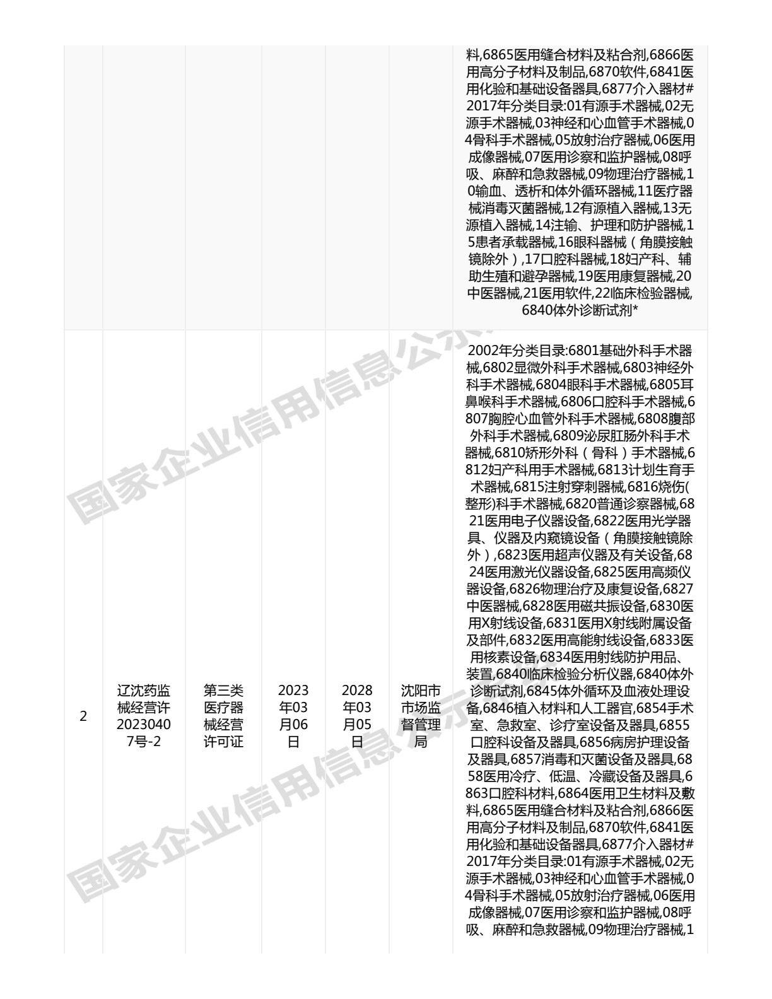 料,6865医用缝合材料及粘合剂,6866医
用高分子材料及制品,6870软件,6841医
用化验和基础设备器具,6877介入器材#
2017年分类目录:01有源手术器械,02无
源手术器械,03神经和心血管手术器械,0
4骨科手术器械,05放射治疗器械,06医用
成像器械,07医用诊察和监护器械,08呼
吸、麻醉和急救器械,09物理治疗器械,1
0输血、透析和体外循环器械,11医疗器
械消毒灭菌器械,12有源植入器械,13无
源植入器械,14注输、护理和防护器械,1
5患者承载器械,16眼科器械（角膜接触
镜除外）,17口腔科器械,18妇产科、辅
助生殖和避孕器械,19医用康复器械,20
中医器械,21医用软件,22临床检验器械,
6840体外诊断试剂*
2
辽沈药监
械经营许
2023040
7号-2
第三类
医疗器
械经营
许可证
2023
年03
月06
日
2028
年03
月05
日
沈阳市
市场监
督管理
局
2002年分类目录:6801基础外科手术器
械,6802显微外科手术器械,6803神经外
科手术器械,6804眼科手术器械,6805耳
鼻喉科手术器械,6806口腔科手术器械,6
807胸腔心血管外科手术器械,6808腹部
外科手术器械,6809泌尿肛肠外科手术
器械,6810矫形外科（骨科）手术器械,6
812妇产科用手术器械,6813计划生育手
术器械,6815注射穿刺器械,6816烧伤(
整形)科手术器械,6820普通诊察器械,68
21医用电子仪器设备,6822医用光学器
具、仪器及内窥镜设备（角膜接触镜除
外）,6823医用超声仪器及有关设备,68
24医用激光仪器设备,6825医用高频仪
器设备,6826物理治疗及康复设备,6827
中医器械,6828医用磁共振设备,6830医
用X射线设备,6831医用X射线附属设备
及部件,6832医用高能射线设备,6833医
用核素设备,6834医用射线防护用品、
装置,6840临床检验分析仪器,6840体外
诊断试剂,6845体外循环及血液处理设
备,6846植入材料和人工器官,6854手术
室、急救室、诊疗室设备及器具,6855
口腔科设备及器具,6856病房护理设备
及器具,6857消毒和灭菌设备及器具,68
58医用冷疗、低温、冷藏设备及器具,6
863口腔科材料,6864医用卫生材料及敷
料,6865医用缝合材料及粘合剂,6866医
用高分子材料及制品,6870软件,6841医
用化验和基础设备器具,6877介入器材#
2017年分类目录:01有源手术器械,02无
源手术器械,03神经和心血管手术器械,0
4骨科手术器械,05放射治疗器械,06医用
成像器械,07医用诊察和监护器械,08呼
吸、麻醉和急救器械,09物理治疗器械,1
国家企业信用信息公示
国家企业信用信息公示系统